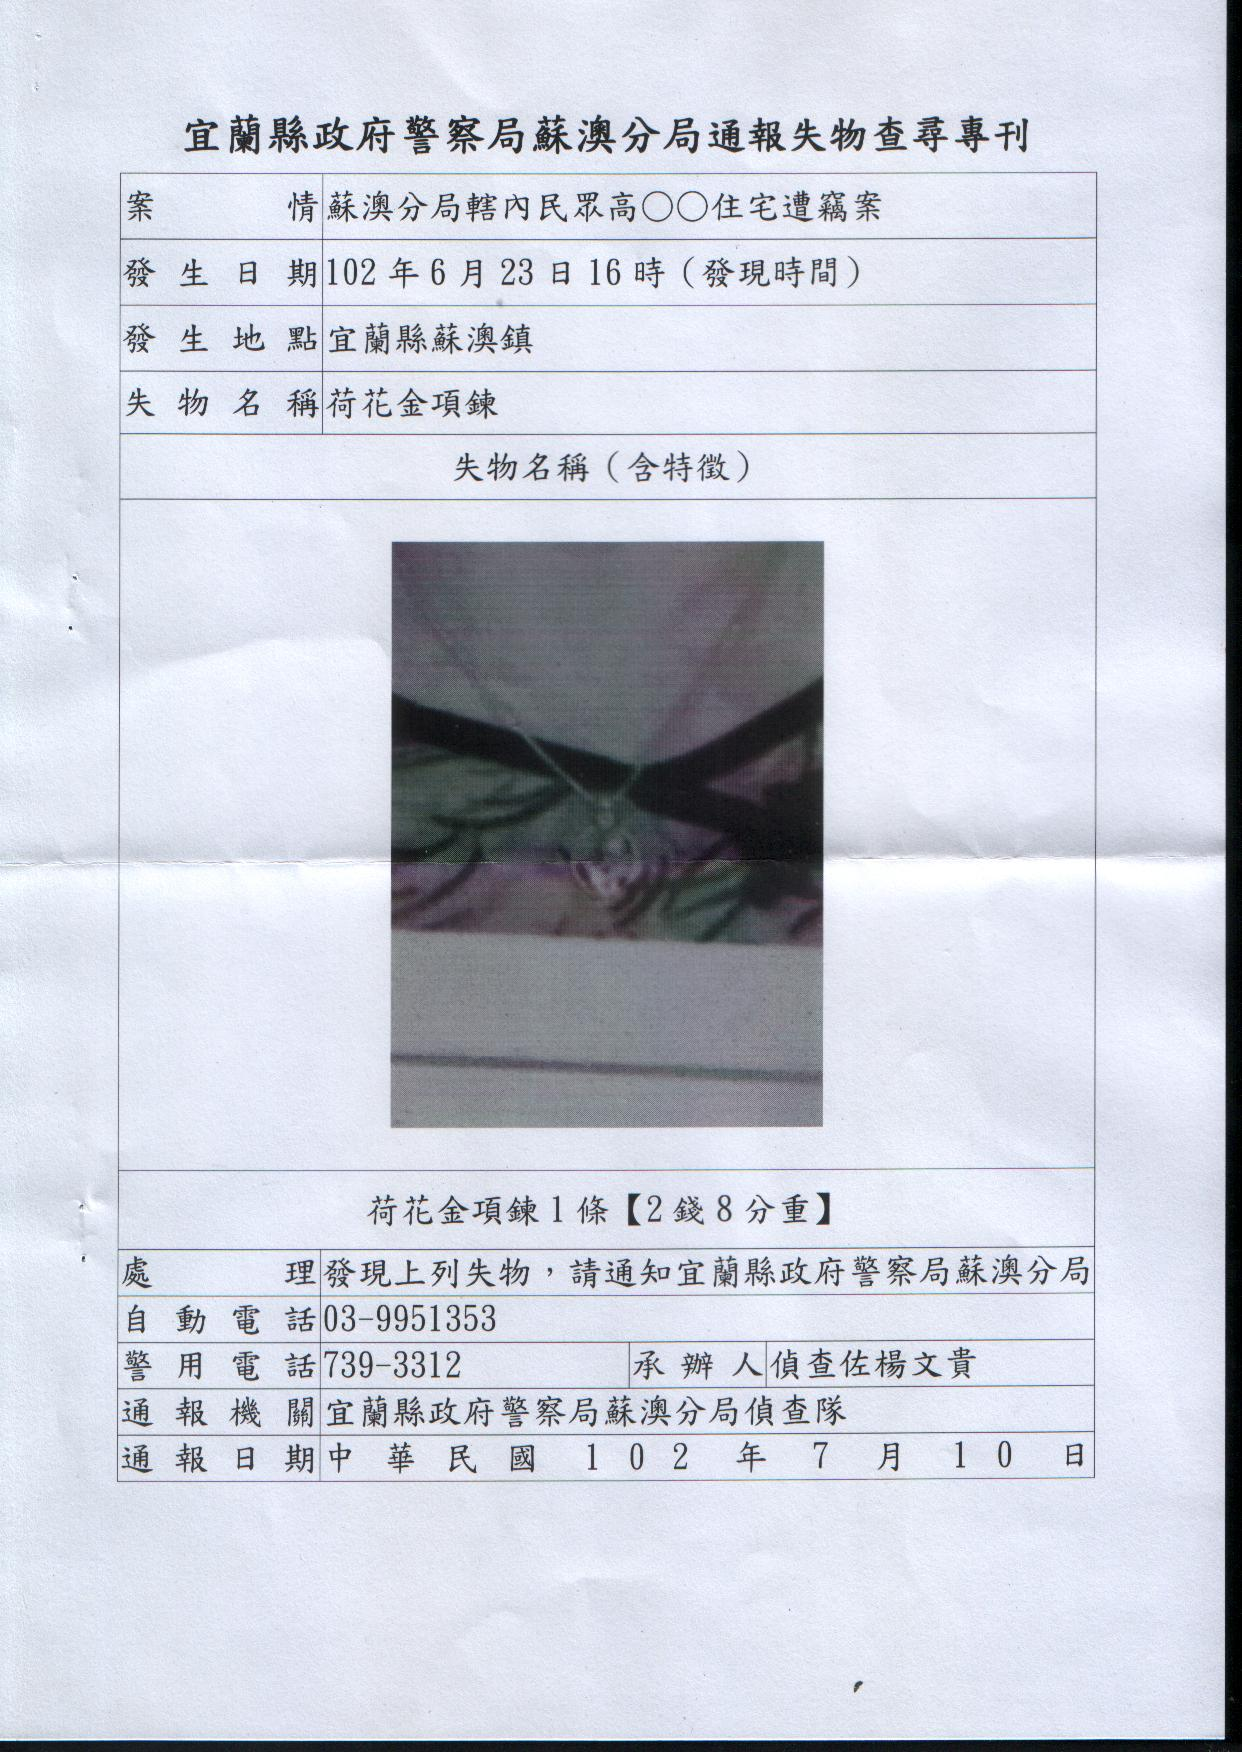 宜蘭縣政府警察局蘇澳分局通報失物查尋專刊
案情 蘇澳分局轄內民眾高○○住宅遭竊案
發生日期 102年6月23日16時(發現時間)
發生地點 宜蘭縣蘇澳鎮
失物名稱 荷花金項鍊
失物名稱(含特徵)
荷花金項鍊1條【2錢8分重】
處理 發現上列失物,請通知宜蘭縣政府警察局蘇澳分局
自動電話 03-9951353
警用電話 739-3312 承辦人 偵查佐楊文貴
通報機關 宜蘭縣政府警察局蘇澳分局偵查隊
通報日期 中華民國102年7月10日